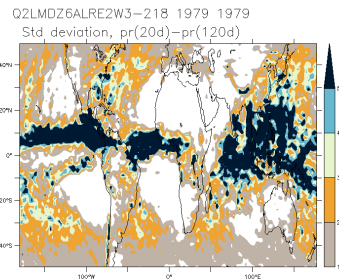 Q2LMDZ6ALRE2W3-218 1979 1979
Std deviation, pr(20d)-pr(120d)
40°N
20°N
0°
20°S
40°S
100°W
0°
100°E
5
4
3
2
1